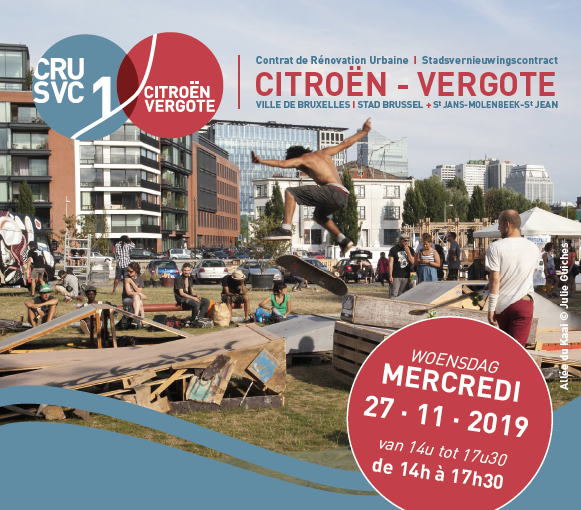 CRU
SVC
1
CITROËN
VERGOTE
Contrat de Rénovation Urbaine | Stadsvernieuwingscontract
CITROËN - VERGOTE
VILLE DE BRUXELLES | STAD BRUSSEL + Sᵗ JANS-MOLENBEEK-Sᵗ JEAN
Allée du Kaai © Julie Guiches
WOENSDAG
MERCREDI
27 · 11 · 2019
van 14u tot 17u30
de 14h à 17h30